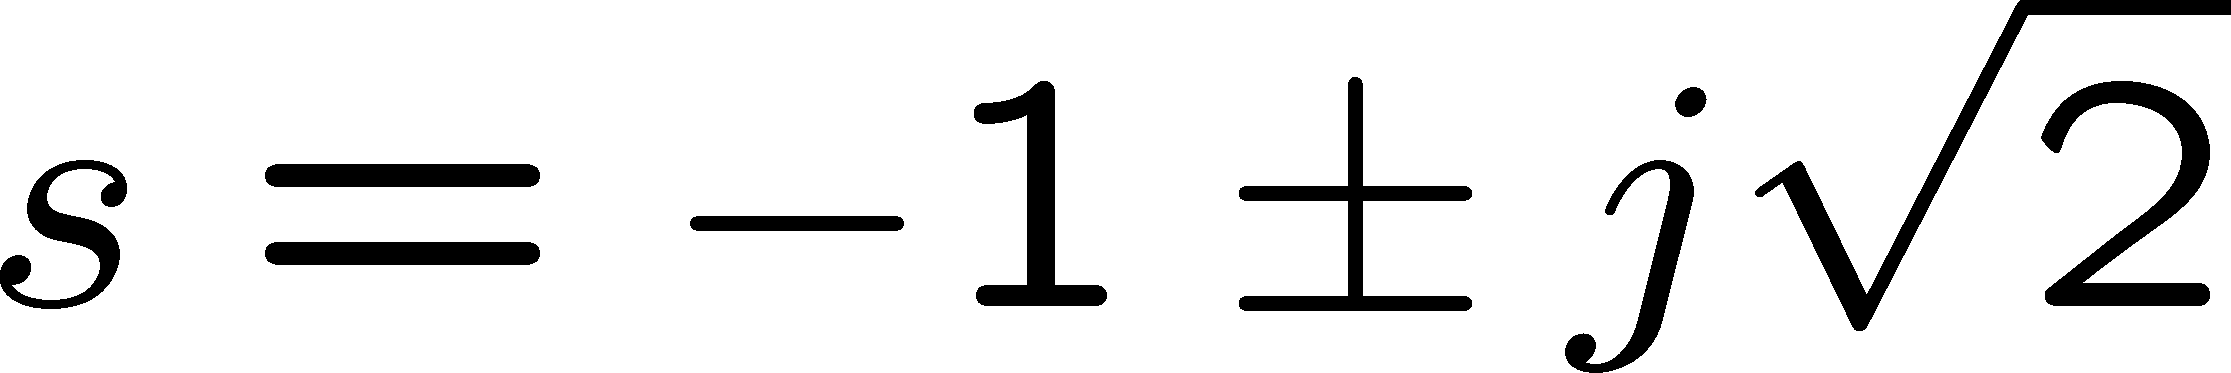 s = −1 ± j√2